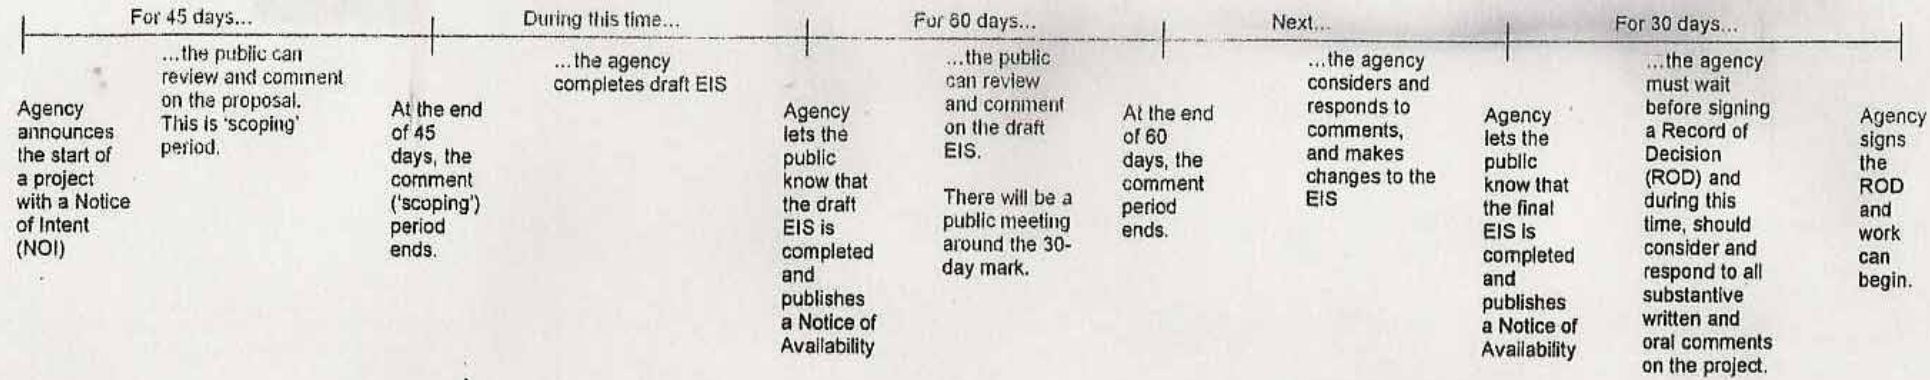 For 45 days...
During this time...
For 60 days...
Next...
For 30 days...
Agency
announces
the start of
a project
with a Notice
of Intent
(NOI)
...the public can
review and comment
on the proposal.
This is 'scoping'
period.
At the end
of 45
days, the
comment
('scoping')
period
ends.
...the agency
completes draft EIS
Agency
lets the
public
know that
the draft
EIS is
completed
and
publishes
a Notice of
Availability
...the public
can review
and comment
on the draft
EIS.
There will be a
public meeting
around the 30-
day mark.
At the end
of 60
days, the
comment
period
ends.
...the agency
considers and
responds to
comments,
and makes
changes to the
EIS
Agency
lets the
public
know that
the final
EIS is
completed
and
publishes
a Notice of
Availability
...the agency
must wait
before signing
a Record of
Decision
(ROD) and
during this
time, should
consider and
respond to all
substantive
written and
oral comments
on the project.
Agency
signs
the
ROD
and
work
can
begin.